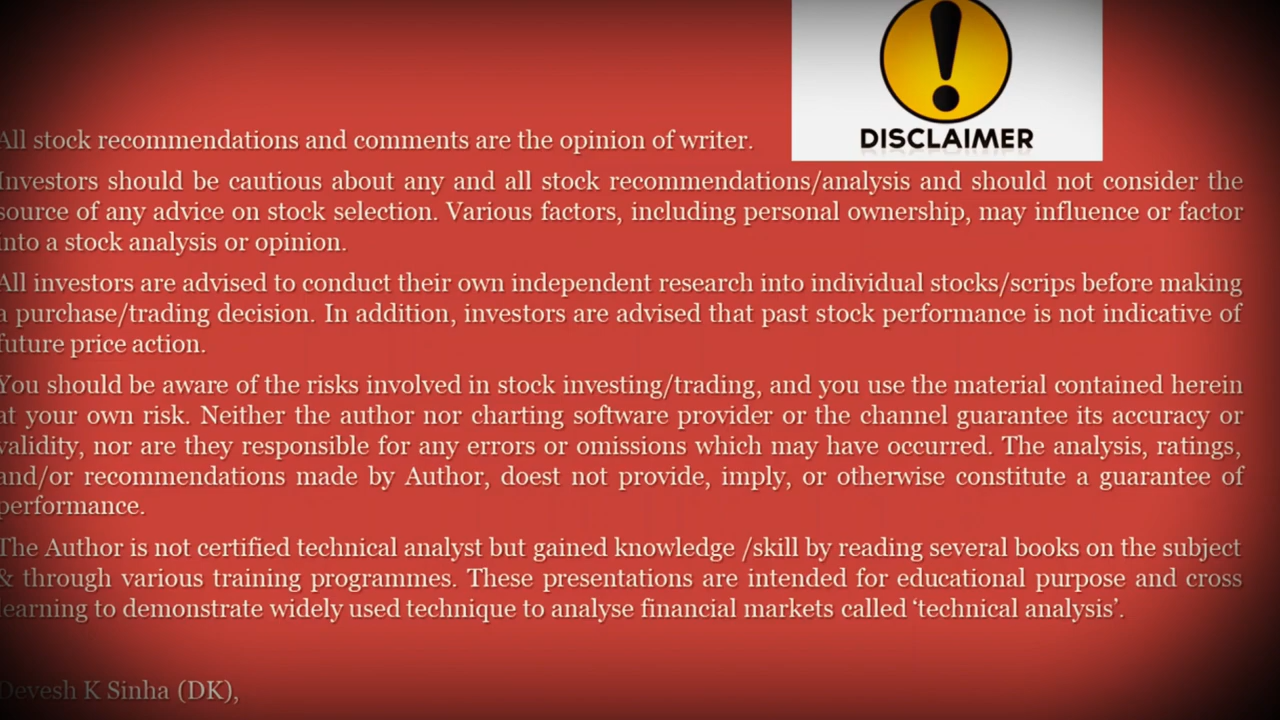 DISCLAIMER
All stock recommendations and comments are the opinion of writer.
Investors should be cautious about any and all stock recommendations/analysis and should not consider the
source of any advice on stock selection. Various factors, including personal ownership, may influence or factor
into a stock analysis or opinion.
All investors are advised to conduct their own independent research into individual stocks/scrips before making
a purchase/trading decision. In addition, investors are advised that past stock performance is not indicative of
future price action.
You should be aware of the risks involved in stock investing/trading, and you use the material contained herein
at your own risk. Neither the author nor charting software provider or the channel guarantee its accuracy or
validity, nor are they responsible for any errors or omissions which may have occurred. The analysis, ratings,
and/or recommendations made by Author, doest not provide, imply, or otherwise constitute a guarantee of
performance.
The Author is not certified technical analyst but gained knowledge /skill by reading several books on the subject
& through various training programmes. These presentations are intended for educational purpose and cross
learning to demonstrate widely used technique to analyse financial markets called ‘technical analysis’.
Devesh K Sinha (DK),